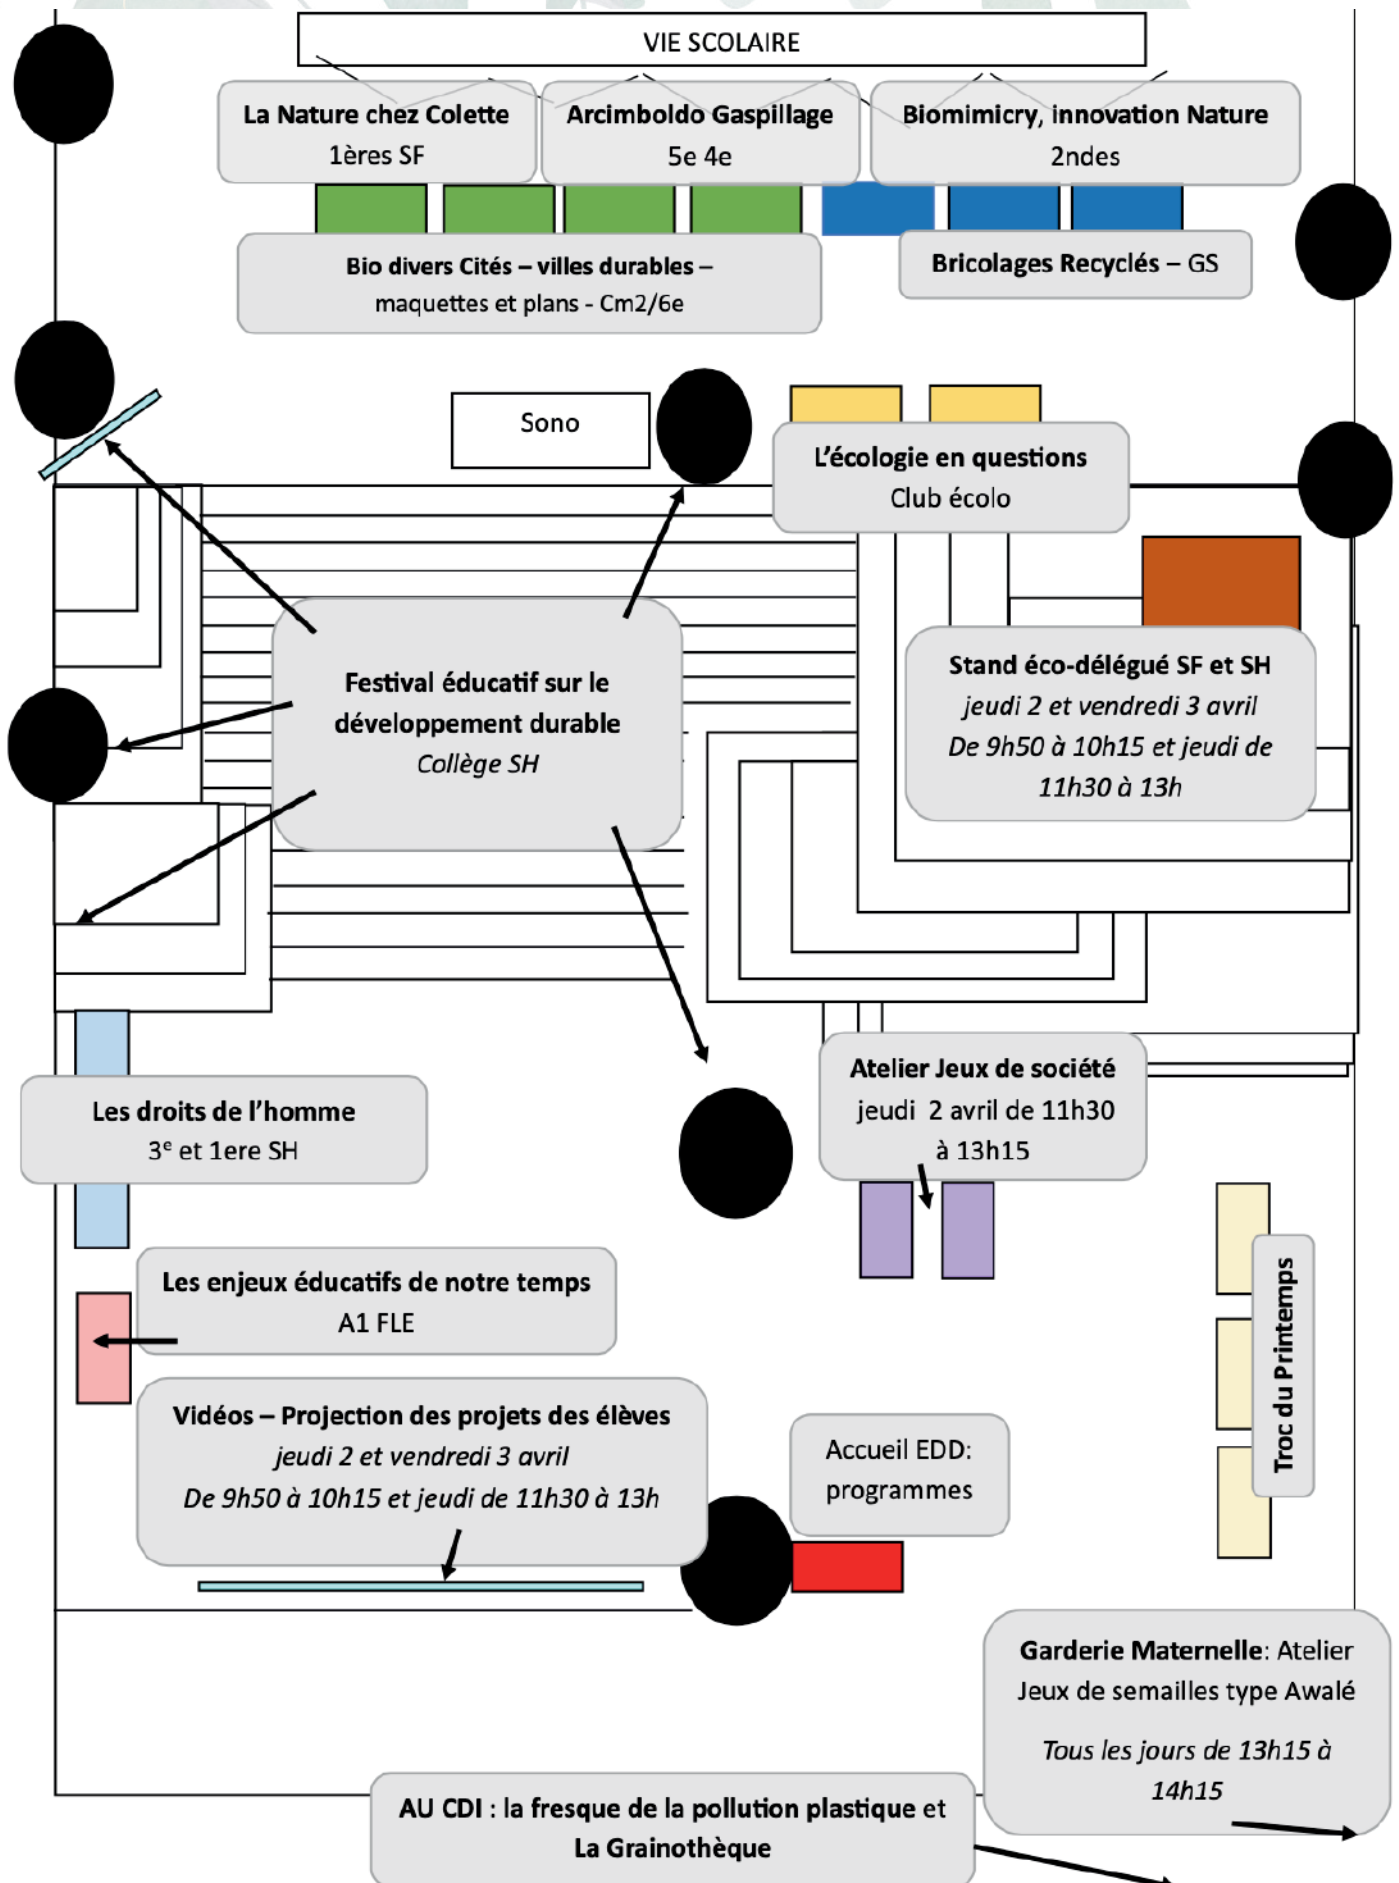 VIE SCOLAIRE
La Nature chez Colette
1ères SF
Arcimboldo Gaspillage
5e 4e
Biomimicry, innovation Nature
2ndes
Bio divers Cités – villes durables –
maquettes et plans - Cm2/6e
Bricolages Recyclés – GS
Sono
L'écologie en questions
Club écolo
Festival éducatif sur le
développement durable
Collège SH
Stand éco-délégué SF et SH
jeudi 2 et vendredi 3 avril
De 9h50 à 10h15 et jeudi de
11h30 à 13h
Les droits de l'homme
3e et 1ere SH
Atelier Jeux de société
jeudi 2 avril de 11h30
à 13h15
Les enjeux éducatifs de notre temps
A1 FLE
Troc du Printemps
Vidéos – Projection des projets des élèves
jeudi 2 et vendredi 3 avril
De 9h50 à 10h15 et jeudi de 11h30 à 13h
Accueil EDD:
programmes
Garderie Maternelle: Atelier
Jeux de semailles type Awalé
Tous les jours de 13h15 à
14h15
AU CDI : la fresque de la pollution plastique et
La Grainothèque